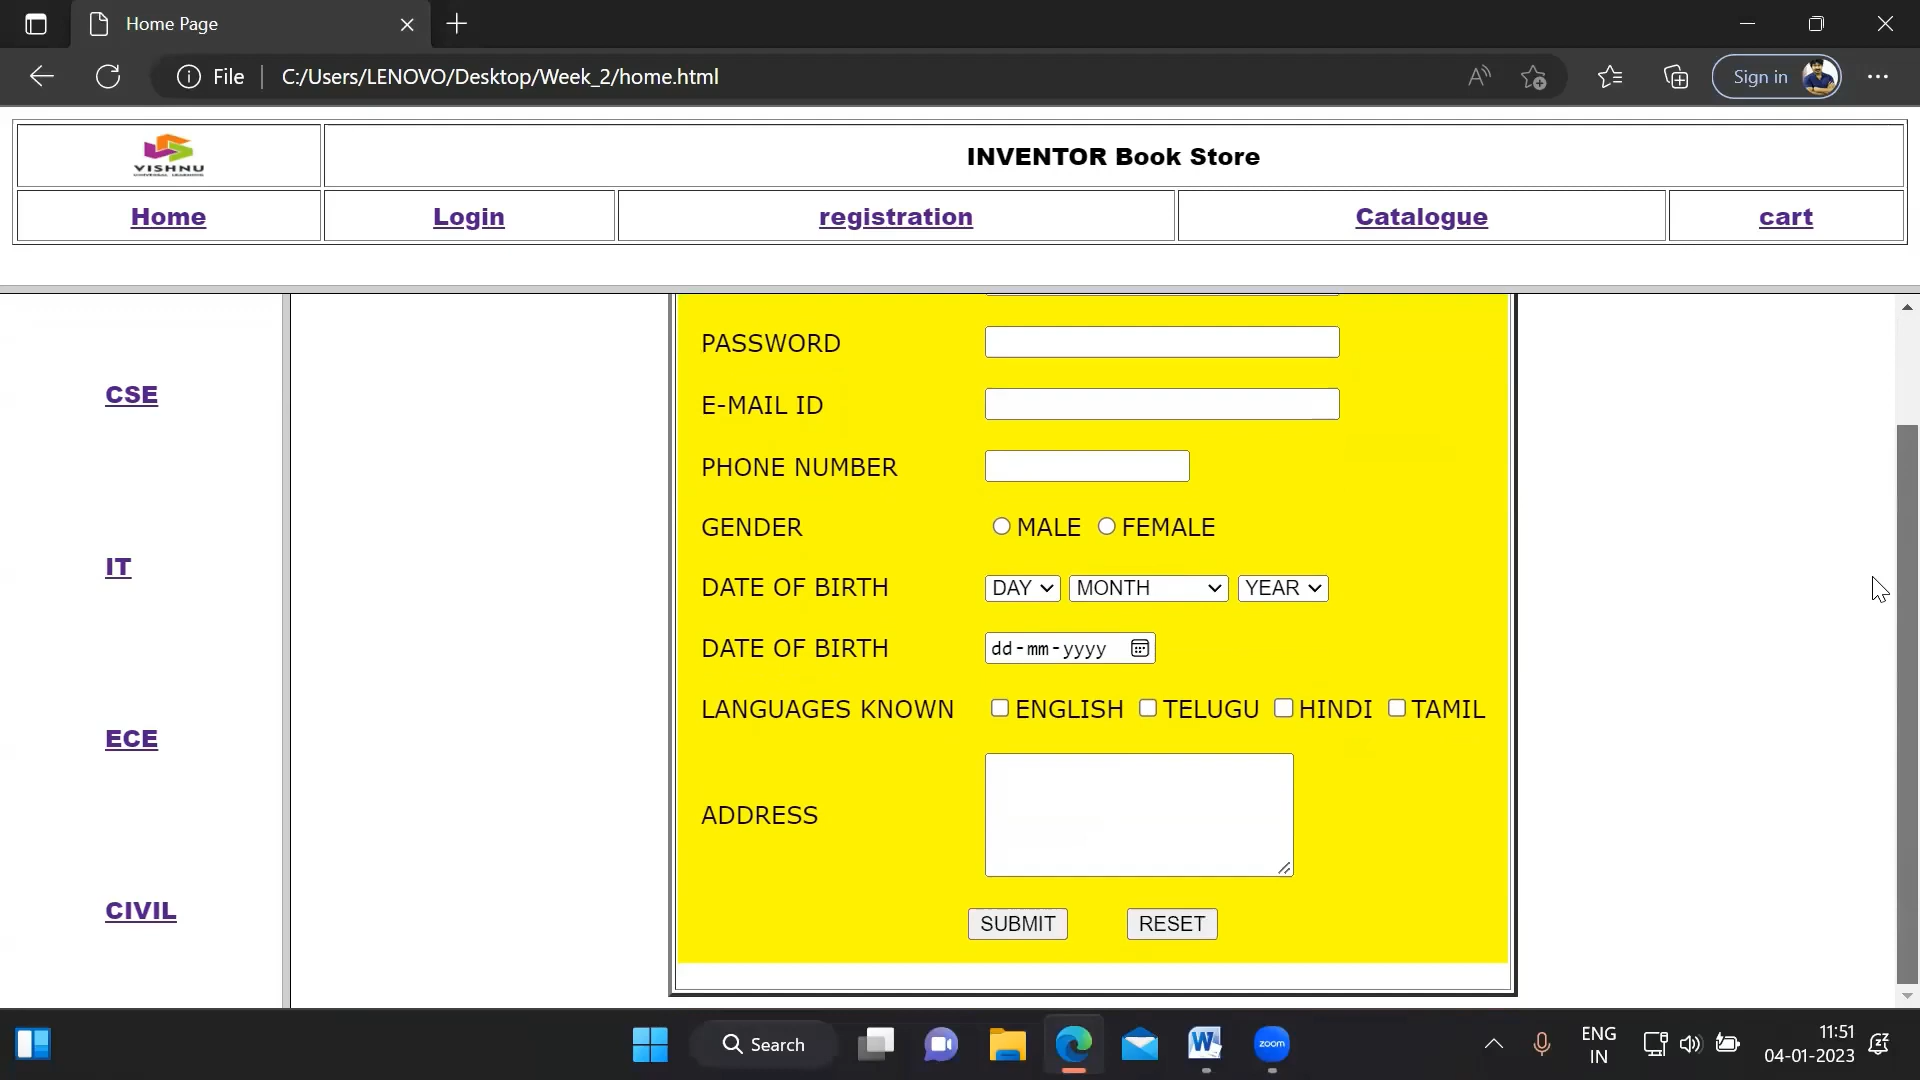 Home Page
File
C:/Users/LENOVO/Desktop/Week_2/home.html
Sign in
VISHNU
INVENTOR Book Store
Home
Login
registration
Catalogue
cart
CSE
IT
ECE
CIVIL
PASSWORD
E-MAIL ID
PHONE NUMBER
GENDER MALE FEMALE
DATE OF BIRTH DAY MONTH YEAR
DATE OF BIRTH dd-mm-yyyy
LANGUAGES KNOWN ENGLISH TELUGU HINDI TAMIL
ADDRESS
SUBMIT RESET
Search
zoom
ENG
IN
11:51
04-01-2023